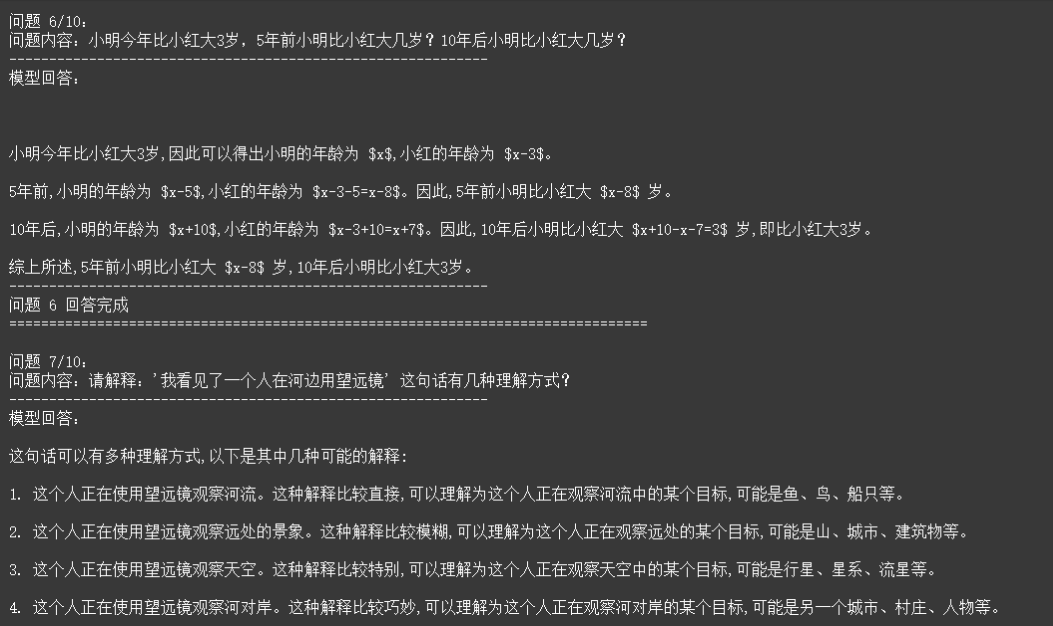 问题 6/10:
问题内容：小明今年比小红大3岁，5年前小明比小红大几岁？10年后小明比小红大几岁？
------------------------------------------------------------
模型回答:
小明今年比小红大3岁,因此可以得出小明的年龄为 $x$,小红的年龄为 $x-3$。
5年前,小明的年龄为 $x-5$,小红的年龄为 $x-3-5=x-8$。因此,5年前小明比小红大 $x-8$ 岁。
10年后,小明的年龄为 $x+10$,小红的年龄为 $x-3+10=x+7$。因此,10年后小明比小红大 $x+10-x-7=3$ 岁,即比小红大3岁。
综上所述,5年前小明比小红大 $x-8$ 岁,10年后小明比小红大3岁。
------------------------------------------------------------
问题 6 回答完成
================================================================================
问题 7/10:
问题内容：请解释：'我看见了一个人在河边用望远镜' 这句话有几种理解方式？
------------------------------------------------------------
模型回答:
这句话可以有多种理解方式,以下是其中几种可能的解释:
1. 这个人正在使用望远镜观察河流。这种解释比较直接,可以理解为这个人正在观察河流中的某个目标,可能是鱼、鸟、船只等。
2. 这个人正在使用望远镜观察远处的景象。这种解释比较模糊,可以理解为这个人正在观察远处的某个目标,可能是山、城市、建筑物等。
3. 这个人正在使用望远镜观察天空。这种解释比较特别,可以理解为这个人正在观察天空中的某个目标,可能是行星、星系、流星等。
4. 这个人正在使用望远镜观察河对岸。这种解释比较巧妙,可以理解为这个人正在观察河对岸的某个目标,可能是另一个城市、村庄、人物等。